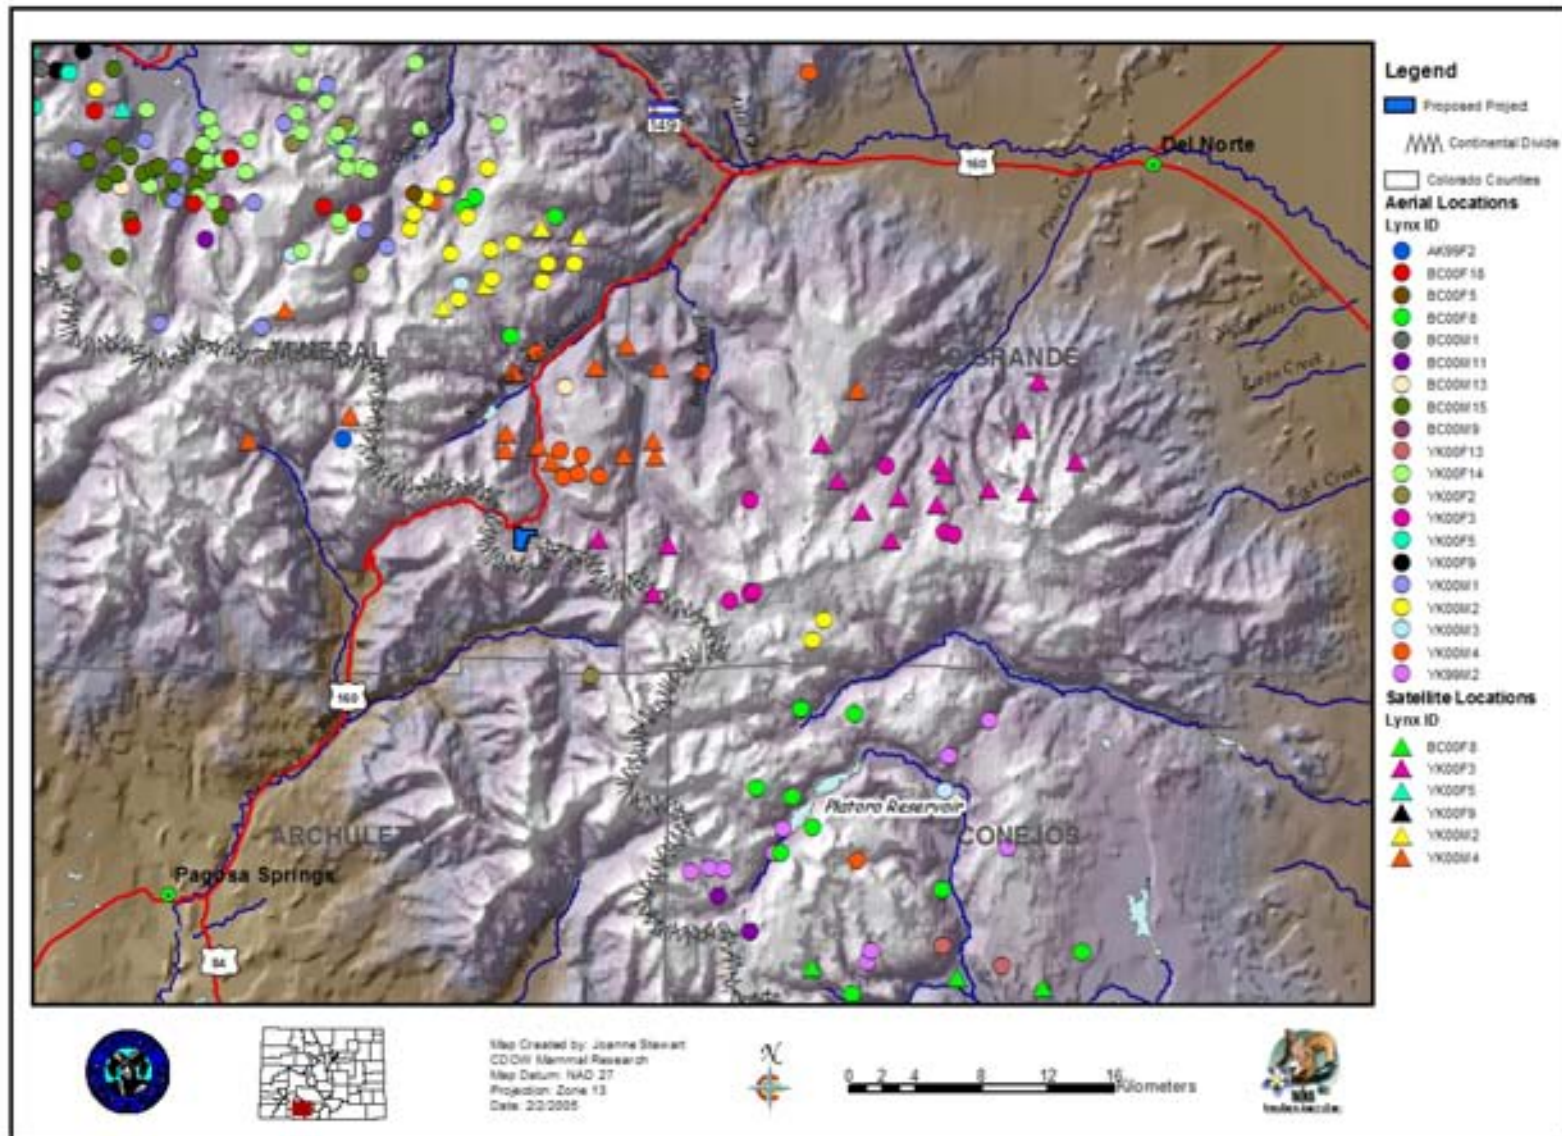 Legend
Proposed Project
Continental Divide
Colorado Counties
Aerial Locations
Lynx ID
AK99F2
BC00F18
BC00F5
BC00F8
BC00M1
BC00M11
BC00M13
BC00M15
BC00M9
YK00F13
YK00F14
YK00F2
YK00F3
YK00F5
YK00F9
YK00M1
YK00M2
YK00M3
YK00M4
YK99M2
Satellite Locations
Lynx ID
BC00F8
YK00F3
YK00F5
YK00F9
YK00M2
YK00M4
Del Norte
160
MINERAL
GRANDE
Rock Creek
160
Platoro Reservoir
ARCHULETA
CONEJOS
Pagosa Springs
84
Map Created by: Joanne Stewart
CDOW Mammal Research
Map Datum: NAD 27
Projection: Zone 13
Date: 2/2/2005
N
0 2 4 8 12 16
Kilometers